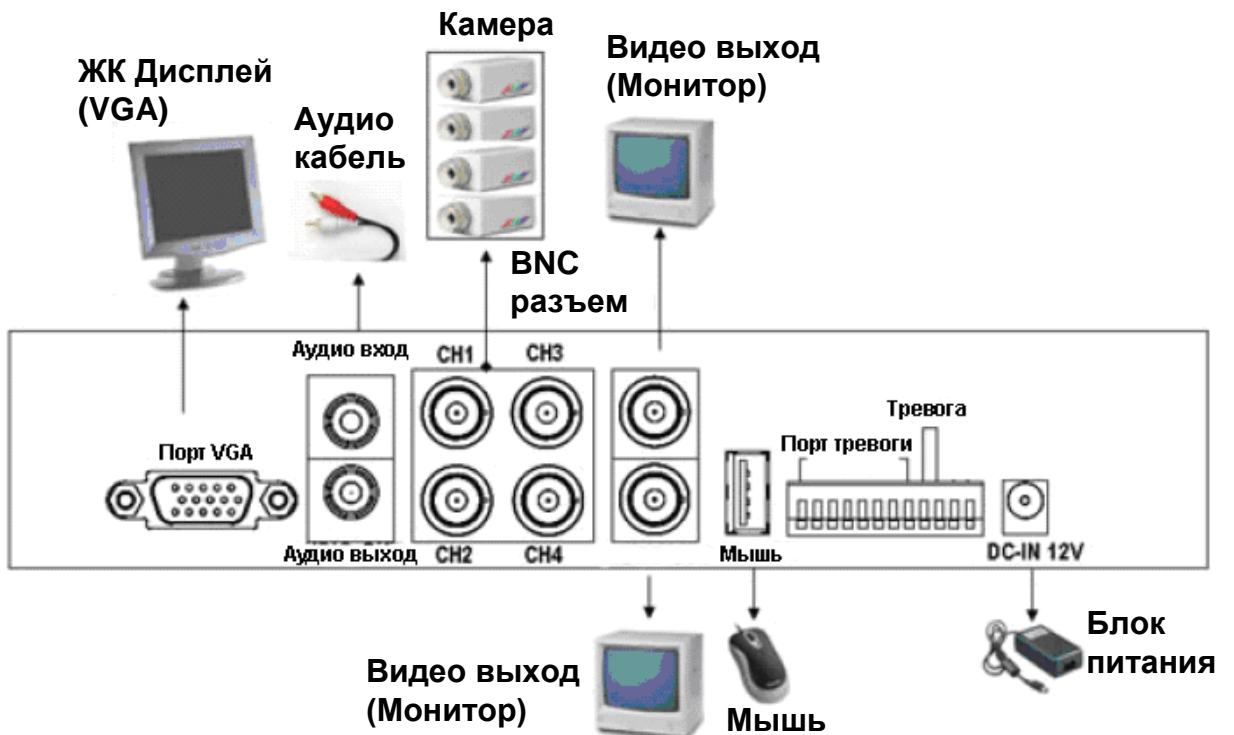 Камера
ЖК Дисплей
(VGA)
Аудио
кабель
Видео выход
(Монитор)
BNC
разъем
Аудио вход
CH1
CH3
Порт VGA
Тревога
Порт тревоги
Аудио выход
CH2
CH4
Мышь
DC-IN 12V
Видео выход
(Монитор)
Мышь
Блок
питания